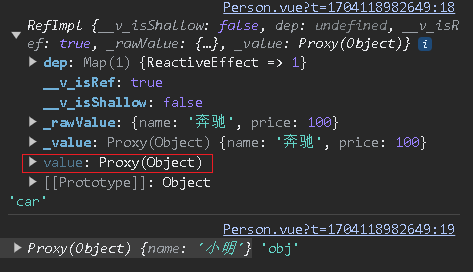 Person.vue?t=1704118982649:18
RefImpl {__v_isShallow: false, dep: undefined, __v_isR
ef: true, _rawValue: {…}, _value: Proxy(Object)} i
dep: Map(1) {ReactiveEffect => 1}
__v_isRef: true
__v_isShallow: false
_rawValue: {name: '奔驰', price: 100}
_value: Proxy(Object) {name: '奔驰', price: 100}
value: Proxy(Object)
[[Prototype]]: Object
'car'
Person.vue?t=1704118982649:19
Proxy(Object) {name: '小明'} 'obj'